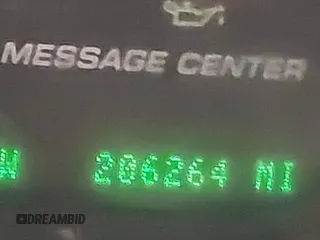 MESSAGE CENTER
W 206264 MI
DREAMBID